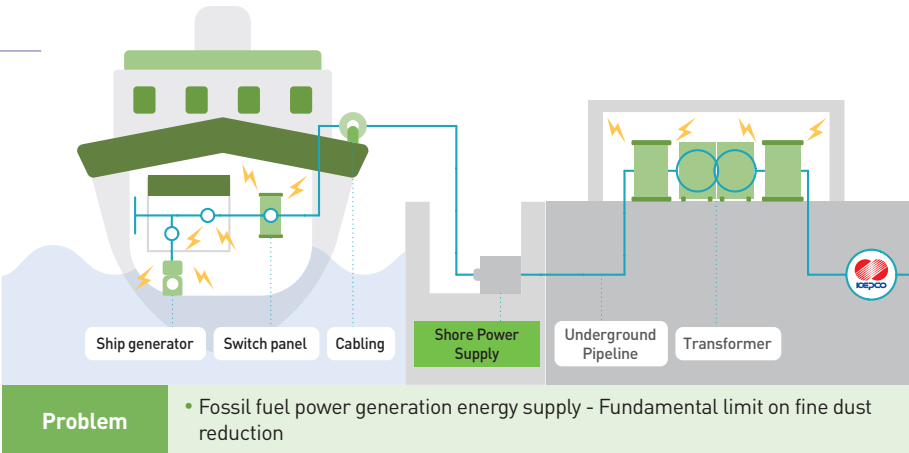 KEPCO
Ship generator
Switch panel
Cabling
Shore Power
Supply
Underground
Pipeline
Transformer
Problem
• Fossil fuel power generation energy supply - Fundamental limit on fine dust
reduction